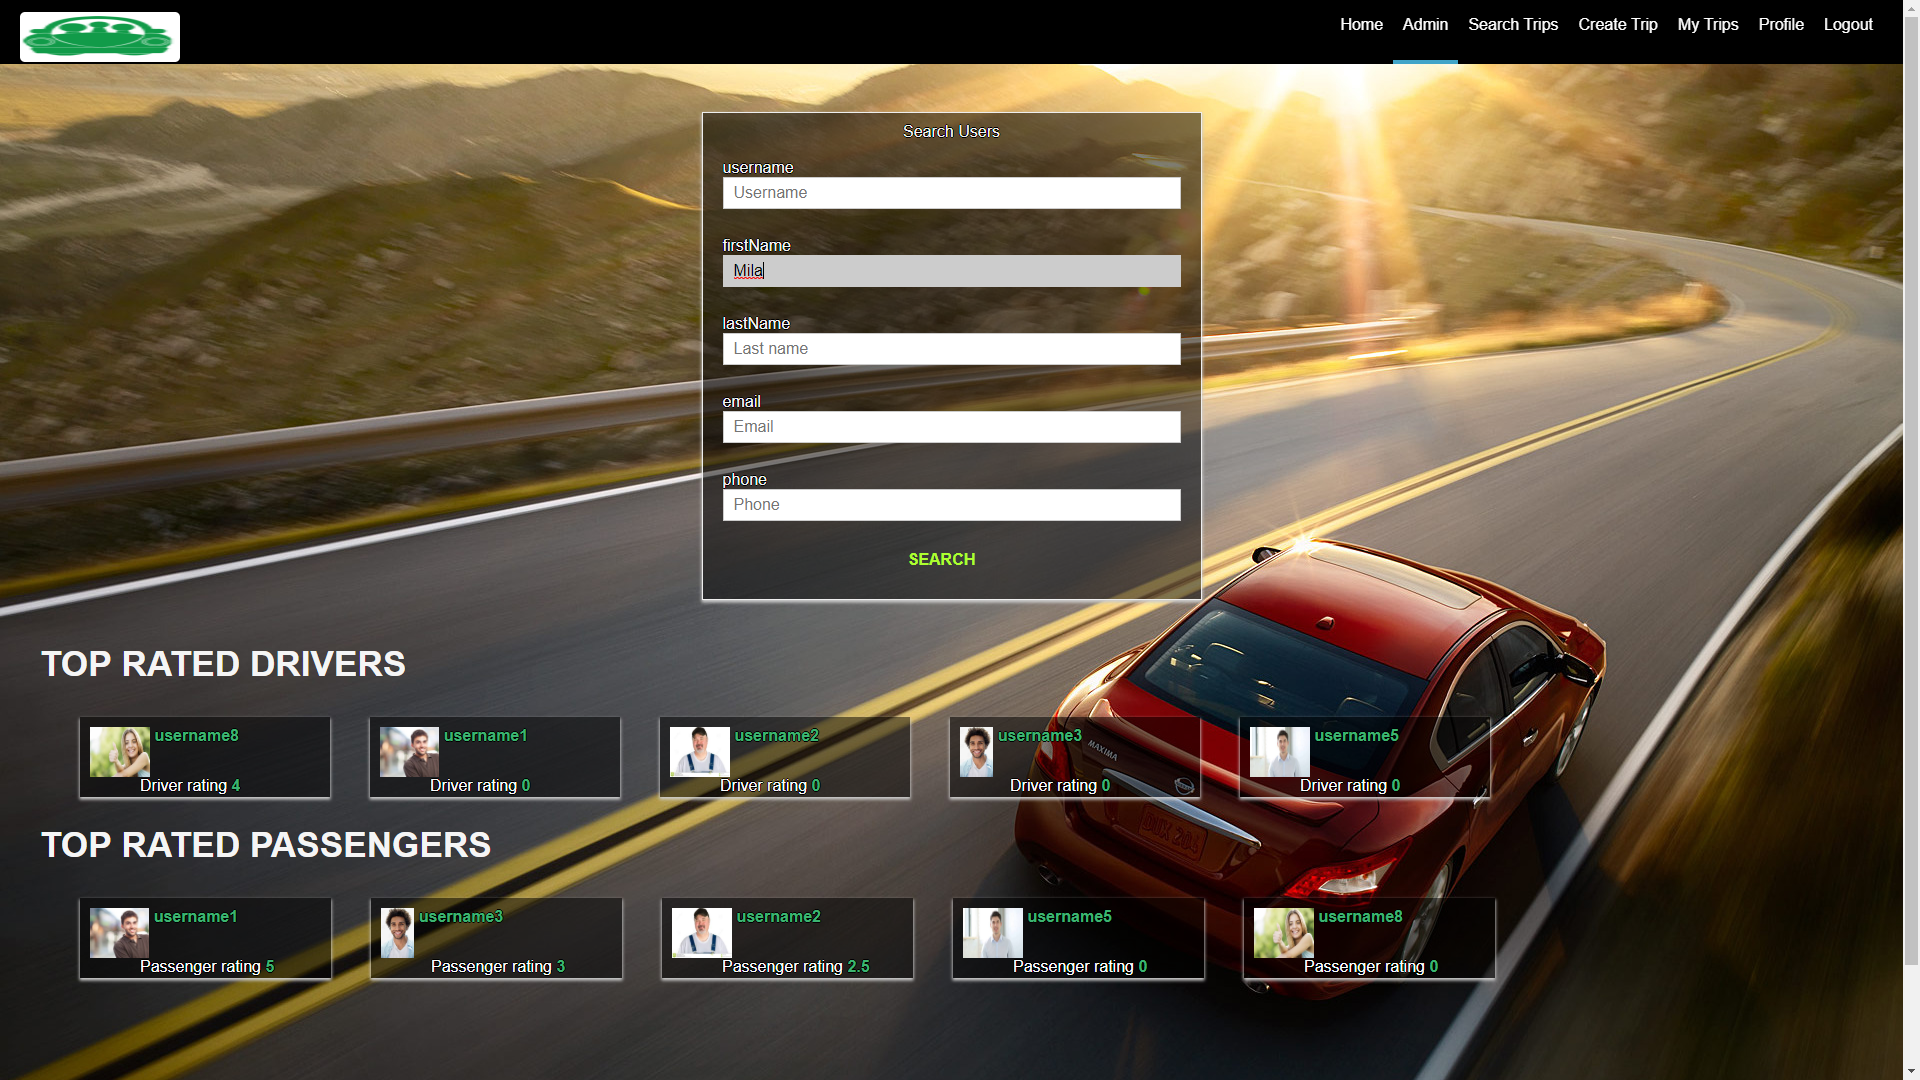 Home Admin Search Trips Create Trip My Trips Profile Logout
Search Users
username
Username
firstName
Mila
lastName
Last name
email
Email
phone
Phone
SEARCH
TOP RATED DRIVERS
username8
Driver rating 4
username1
Driver rating 0
username2
Driver rating 0
username3
Driver rating 0
username5
Driver rating 0
MAXIMA
TOP RATED PASSENGERS
username1
Passenger rating 5
username3
Passenger rating 3
username2
Passenger rating 2.5
username5
Passenger rating 0
username8
Passenger rating 0